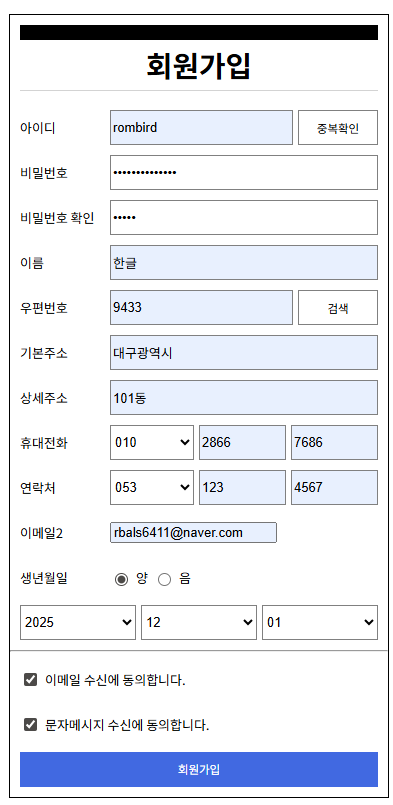 회원가입
아이디 rombird 중복확인
비밀번호 ••••••••••••••
비밀번호 확인 •••••
이름 한글
우편번호 9433 검색
기본주소 대구광역시
상세주소 101동
휴대전화 010 2866 7686
연락처 053 123 4567
이메일2 rbals6411@naver.com
생년월일 양 음
2025 12 01
이메일 수신에 동의합니다.
문자메시지 수신에 동의합니다.
회원가입